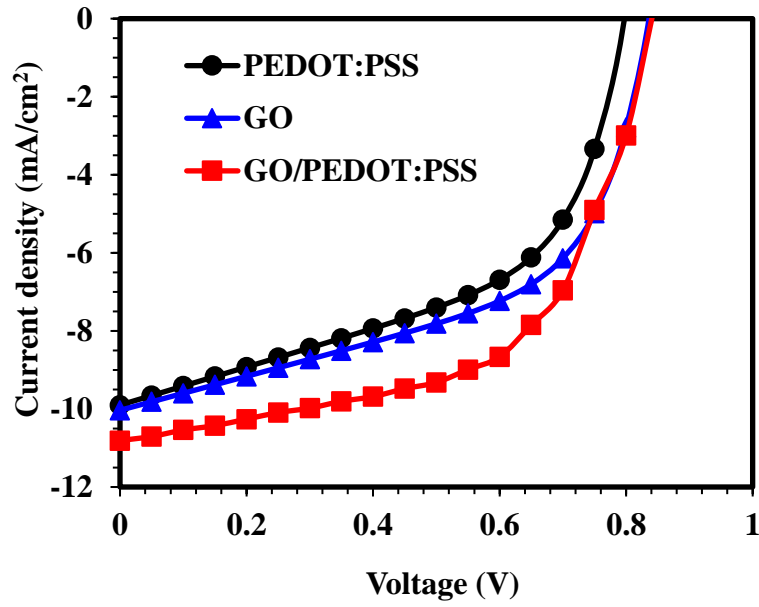 0
-2
-4
-6
-8
-10
-12
Current density (mA/cm²)
PEDOT:PSS
GO
GO/PEDOT:PSS
0 0.2 0.4 0.6 0.8 1
Voltage (V)